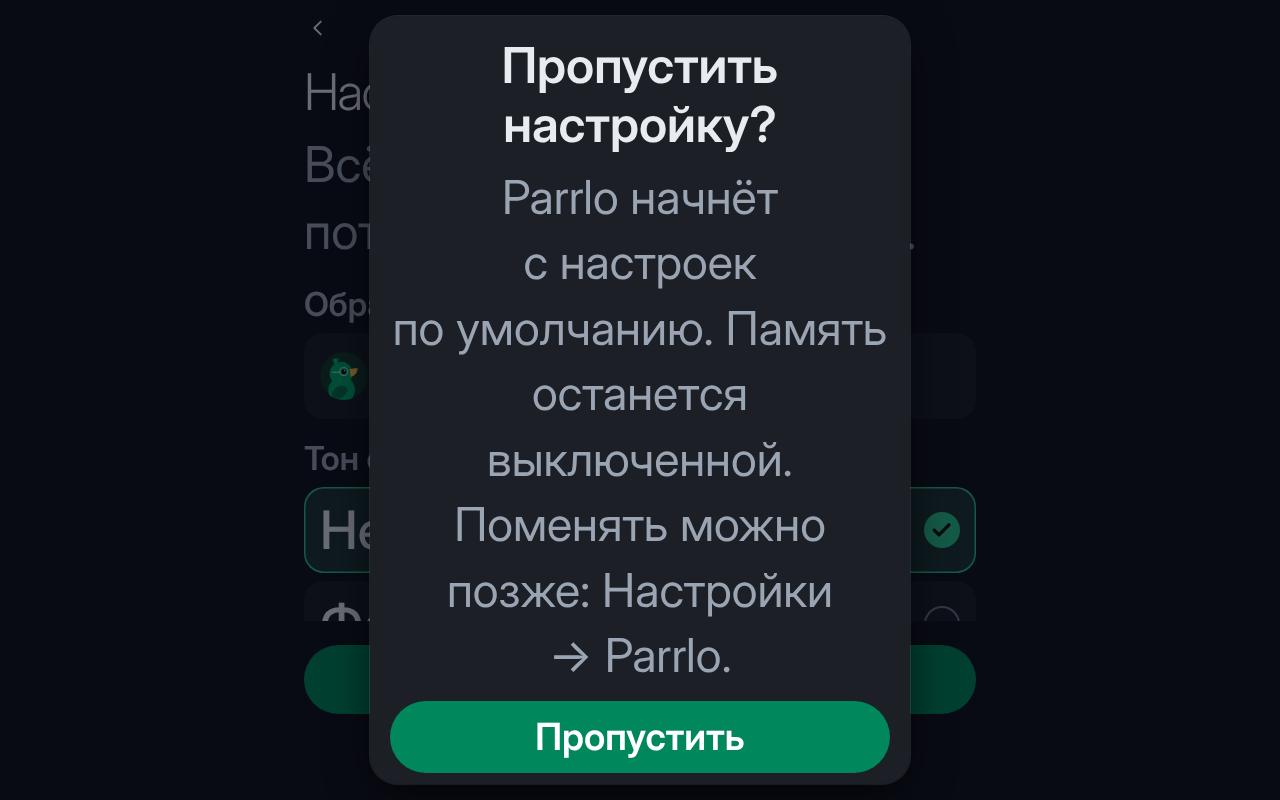 Пропустить
настройку?
Parrlo начнёт
с настроек
по умолчанию. Память
останется
выключенной.
Поменять можно
позже: Настройки
→ Parrlo.
Пропустить